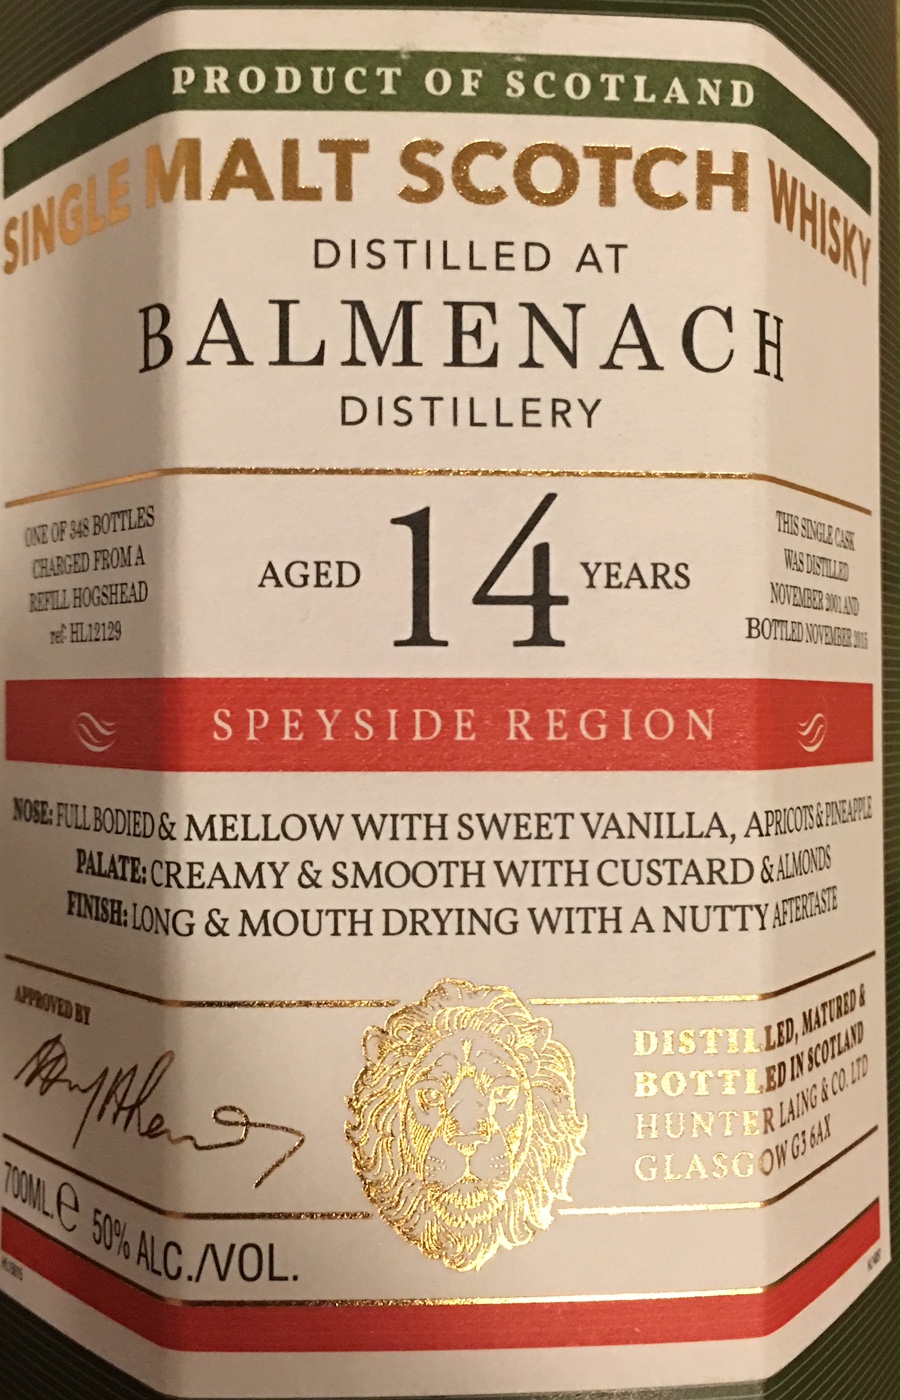 PRODUCT OF SCOTLAND
SINGLE MALT SCOTCH WHISKY
DISTILLED AT
BALMENACH
DISTILLERY
ONE OF 348 BOTTLES
CHARGED FROM A
REFILL HOGSHEAD
ref: HL12129
AGED 14 YEARS
THIS SINGLE CASK
WAS DISTILLED
NOVEMBER 2001 AND
BOTTLED NOVEMBER
SPEYSIDE REGION
NOSE: FULL BODIED & MELLOW WITH SWEET VANILLA, APRICOTS & PINEAPPLE
PALATE: CREAMY & SMOOTH WITH CUSTARD & ALMONDS
FINISH: LONG & MOUTH DRYING WITH A NUTTY AFTERTASTE
APPROVED BY
DISTILLED, MATURED &
BOTTLED IN SCOTLAND
HUNTER LAING & CO. LTD
GLASGOW G3 6AX
700ML.e 50% ALC./VOL.